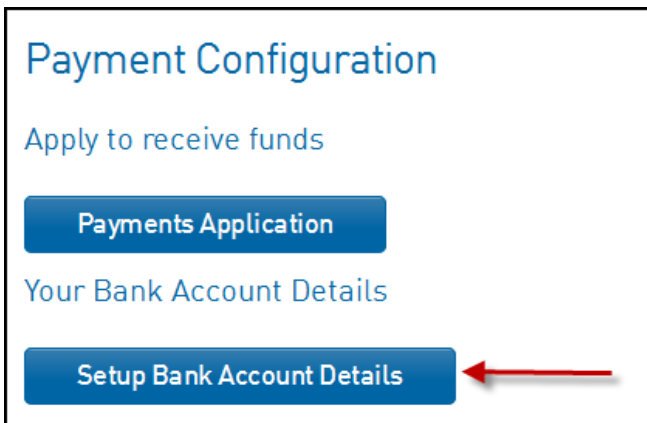 Payment Configuration
Apply to receive funds
Payments Application
Your Bank Account Details
Setup Bank Account Details